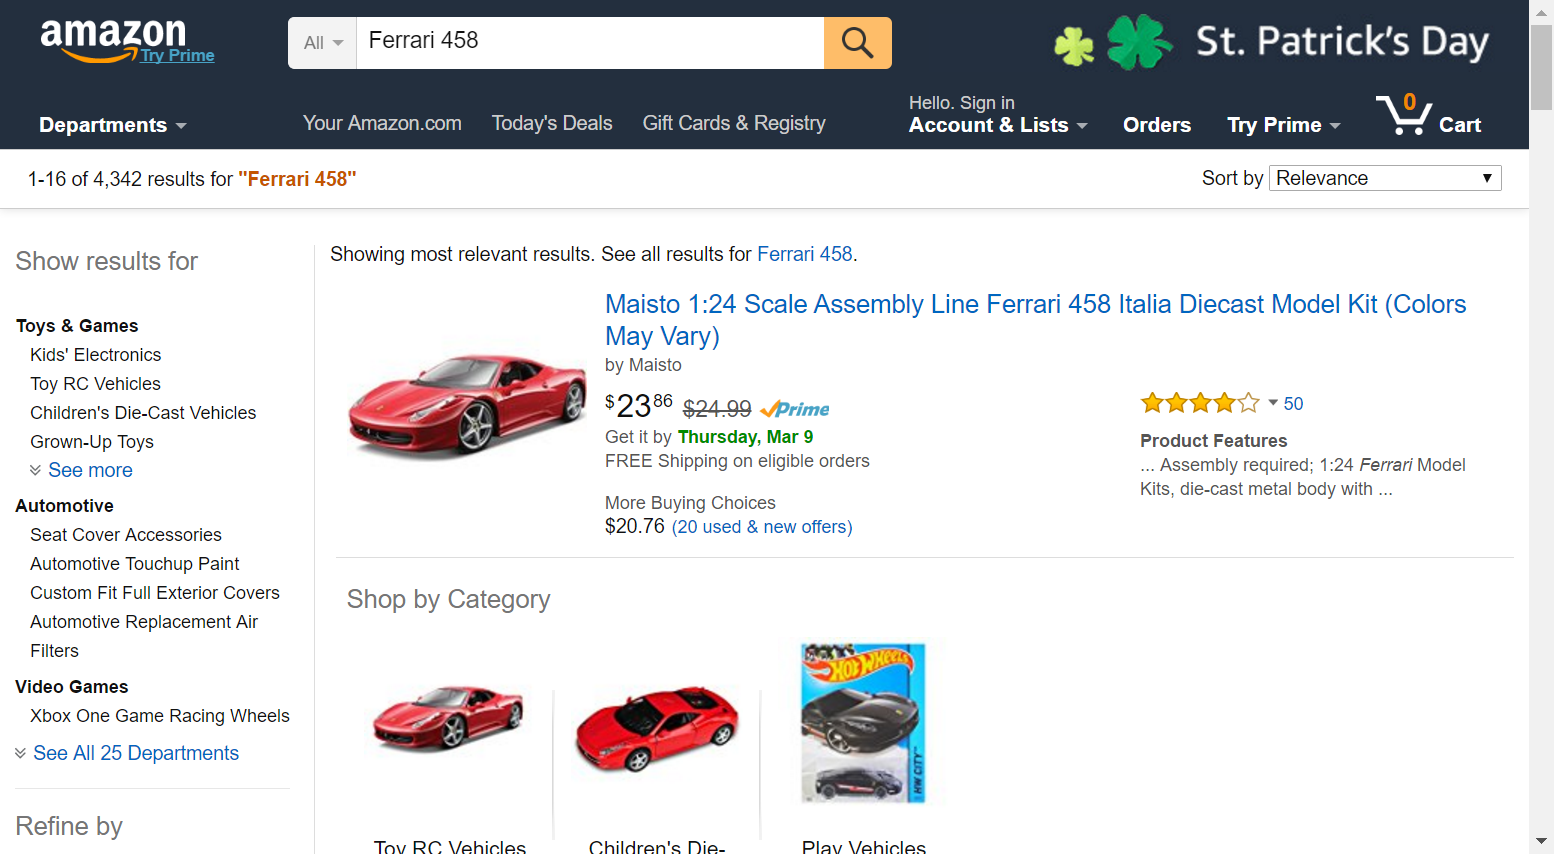 amazon
Try Prime
All
Ferrari 458
St. Patrick's Day
Departments
Your Amazon.com
Today's Deals
Gift Cards & Registry
Hello. Sign in
Account & Lists
Orders
Try Prime
0
Cart
1-16 of 4,342 results for "Ferrari 458"
Sort by
Relevance
Show results for
Toys & Games
Kids' Electronics
Toy RC Vehicles
Children's Die-Cast Vehicles
Grown-Up Toys
See more
Automotive
Seat Cover Accessories
Automotive Touchup Paint
Custom Fit Full Exterior Covers
Automotive Replacement Air
Filters
Video Games
Xbox One Game Racing Wheels
See All 25 Departments
Refine by
Showing most relevant results. See all results for Ferrari 458.
Maisto 1:24 Scale Assembly Line Ferrari 458 Italia Diecast Model Kit (Colors
May Vary)
by Maisto
$23 86 $24.99 Prime
Get it by Thursday, Mar 9
FREE Shipping on eligible orders
More Buying Choices
$20.76 (20 used & new offers)
50
Product Features
... Assembly required; 1:24 Ferrari Model
Kits, die-cast metal body with ...
Shop by Category
HOT WHEELS
HW CITY
Toy RC Vehicles
Children's Die-
Play Vehicles